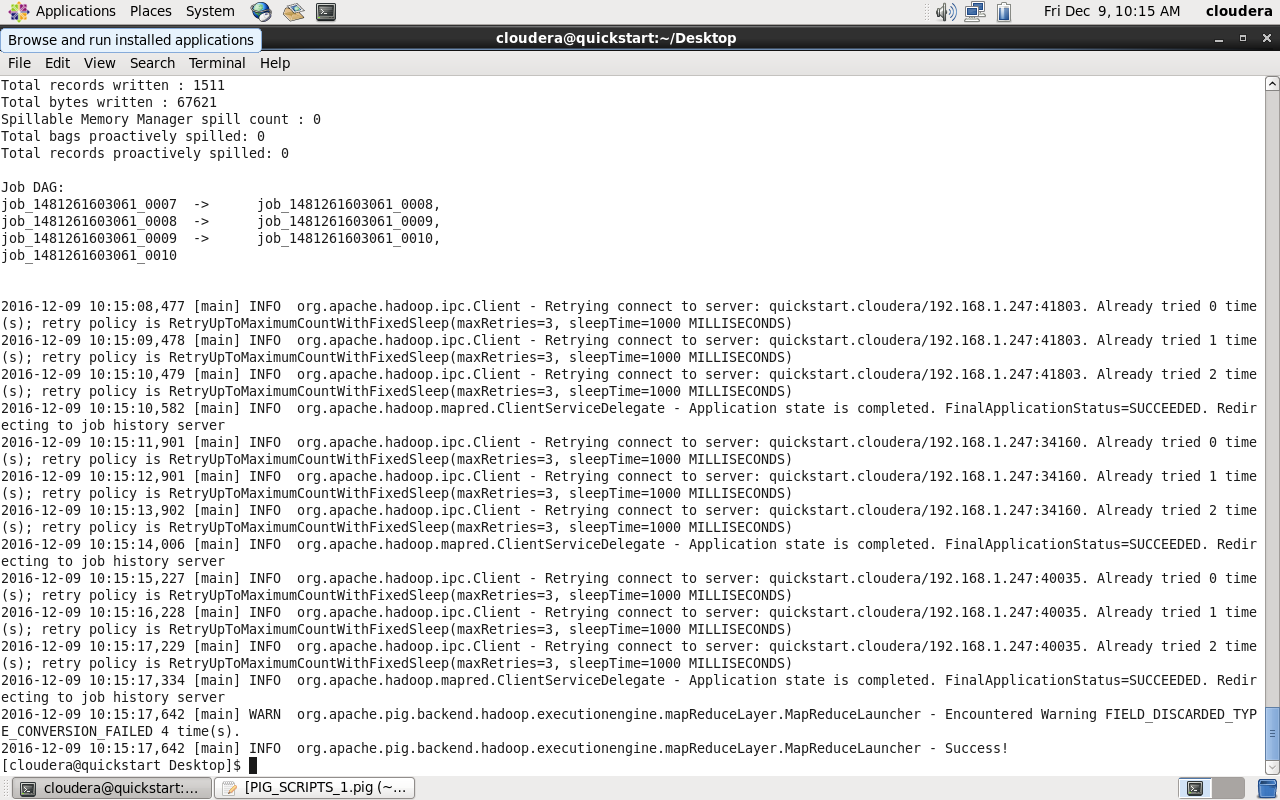 Applications Places System Fri Dec 9, 10:15 AM cloudera
Browse and run installed applications
cloudera@quickstart:~/Desktop
File Edit View Search Terminal Help
Total records written : 1511
Total bytes written : 67621
Spillable Memory Manager spill count : 0
Total bags proactively spilled: 0
Total records proactively spilled: 0
Job DAG:
job_1481261603061_0007 -> job_1481261603061_0008,
job_1481261603061_0008 -> job_1481261603061_0009,
job_1481261603061_0009 -> job_1481261603061_0010,
job_1481261603061_0010
2016-12-09 10:15:08,477 [main] INFO org.apache.hadoop.ipc.Client - Retrying connect to server: quickstart.cloudera/192.168.1.247:41803. Already tried 0 time
(s); retry policy is RetryUpToMaximumCountWithFixedSleep(maxRetries=3, sleepTime=1000 MILLISECONDS)
2016-12-09 10:15:09,478 [main] INFO org.apache.hadoop.ipc.Client - Retrying connect to server: quickstart.cloudera/192.168.1.247:41803. Already tried 1 time
(s); retry policy is RetryUpToMaximumCountWithFixedSleep(maxRetries=3, sleepTime=1000 MILLISECONDS)
2016-12-09 10:15:10,479 [main] INFO org.apache.hadoop.ipc.Client - Retrying connect to server: quickstart.cloudera/192.168.1.247:41803. Already tried 2 time
(s); retry policy is RetryUpToMaximumCountWithFixedSleep(maxRetries=3, sleepTime=1000 MILLISECONDS)
2016-12-09 10:15:10,582 [main] INFO org.apache.hadoop.mapred.ClientServiceDelegate - Application state is completed. FinalApplicationStatus=SUCCEEDED. Redir
ecting to job history server
2016-12-09 10:15:11,901 [main] INFO org.apache.hadoop.ipc.Client - Retrying connect to server: quickstart.cloudera/192.168.1.247:34160. Already tried 0 time
(s); retry policy is RetryUpToMaximumCountWithFixedSleep(maxRetries=3, sleepTime=1000 MILLISECONDS)
2016-12-09 10:15:12,901 [main] INFO org.apache.hadoop.ipc.Client - Retrying connect to server: quickstart.cloudera/192.168.1.247:34160. Already tried 1 time
(s); retry policy is RetryUpToMaximumCountWithFixedSleep(maxRetries=3, sleepTime=1000 MILLISECONDS)
2016-12-09 10:15:13,902 [main] INFO org.apache.hadoop.ipc.Client - Retrying connect to server: quickstart.cloudera/192.168.1.247:34160. Already tried 2 time
(s); retry policy is RetryUpToMaximumCountWithFixedSleep(maxRetries=3, sleepTime=1000 MILLISECONDS)
2016-12-09 10:15:14,006 [main] INFO org.apache.hadoop.mapred.ClientServiceDelegate - Application state is completed. FinalApplicationStatus=SUCCEEDED. Redir
ecting to job history server
2016-12-09 10:15:15,227 [main] INFO org.apache.hadoop.ipc.Client - Retrying connect to server: quickstart.cloudera/192.168.1.247:40035. Already tried 0 time
(s); retry policy is RetryUpToMaximumCountWithFixedSleep(maxRetries=3, sleepTime=1000 MILLISECONDS)
2016-12-09 10:15:16,228 [main] INFO org.apache.hadoop.ipc.Client - Retrying connect to server: quickstart.cloudera/192.168.1.247:40035. Already tried 1 time
(s); retry policy is RetryUpToMaximumCountWithFixedSleep(maxRetries=3, sleepTime=1000 MILLISECONDS)
2016-12-09 10:15:17,229 [main] INFO org.apache.hadoop.ipc.Client - Retrying connect to server: quickstart.cloudera/192.168.1.247:40035. Already tried 2 time
(s); retry policy is RetryUpToMaximumCountWithFixedSleep(maxRetries=3, sleepTime=1000 MILLISECONDS)
2016-12-09 10:15:17,334 [main] INFO org.apache.hadoop.mapred.ClientServiceDelegate - Application state is completed. FinalApplicationStatus=SUCCEEDED. Redir
ecting to job history server
2016-12-09 10:15:17,642 [main] WARN org.apache.pig.backend.hadoop.executionengine.mapReduceLayer.MapReduceLauncher - Encountered Warning FIELD_DISCARDED_TYP
E_CONVERSION_FAILED 4 time(s).
2016-12-09 10:15:17,642 [main] INFO org.apache.pig.backend.hadoop.executionengine.mapReduceLayer.MapReduceLauncher - Success!
[cloudera@quickstart Desktop]$
cloudera@quickstart:... [PIG_SCRIPTS_1.pig (~...